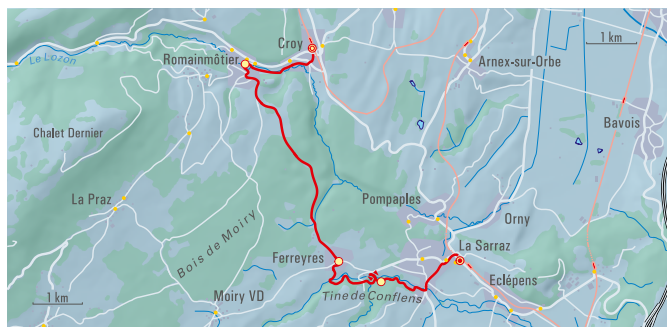 Croy
1 km
Le Lozon
Romainmôtier
Arnex-sur-Orbe
Bavois
Chalet Dernier
La Praz
Pompaples
Orny
Bois de Moiry
La Sarraz
Ferreyres
Eclépens
Moiry VD
Tine de Conflens
1 km